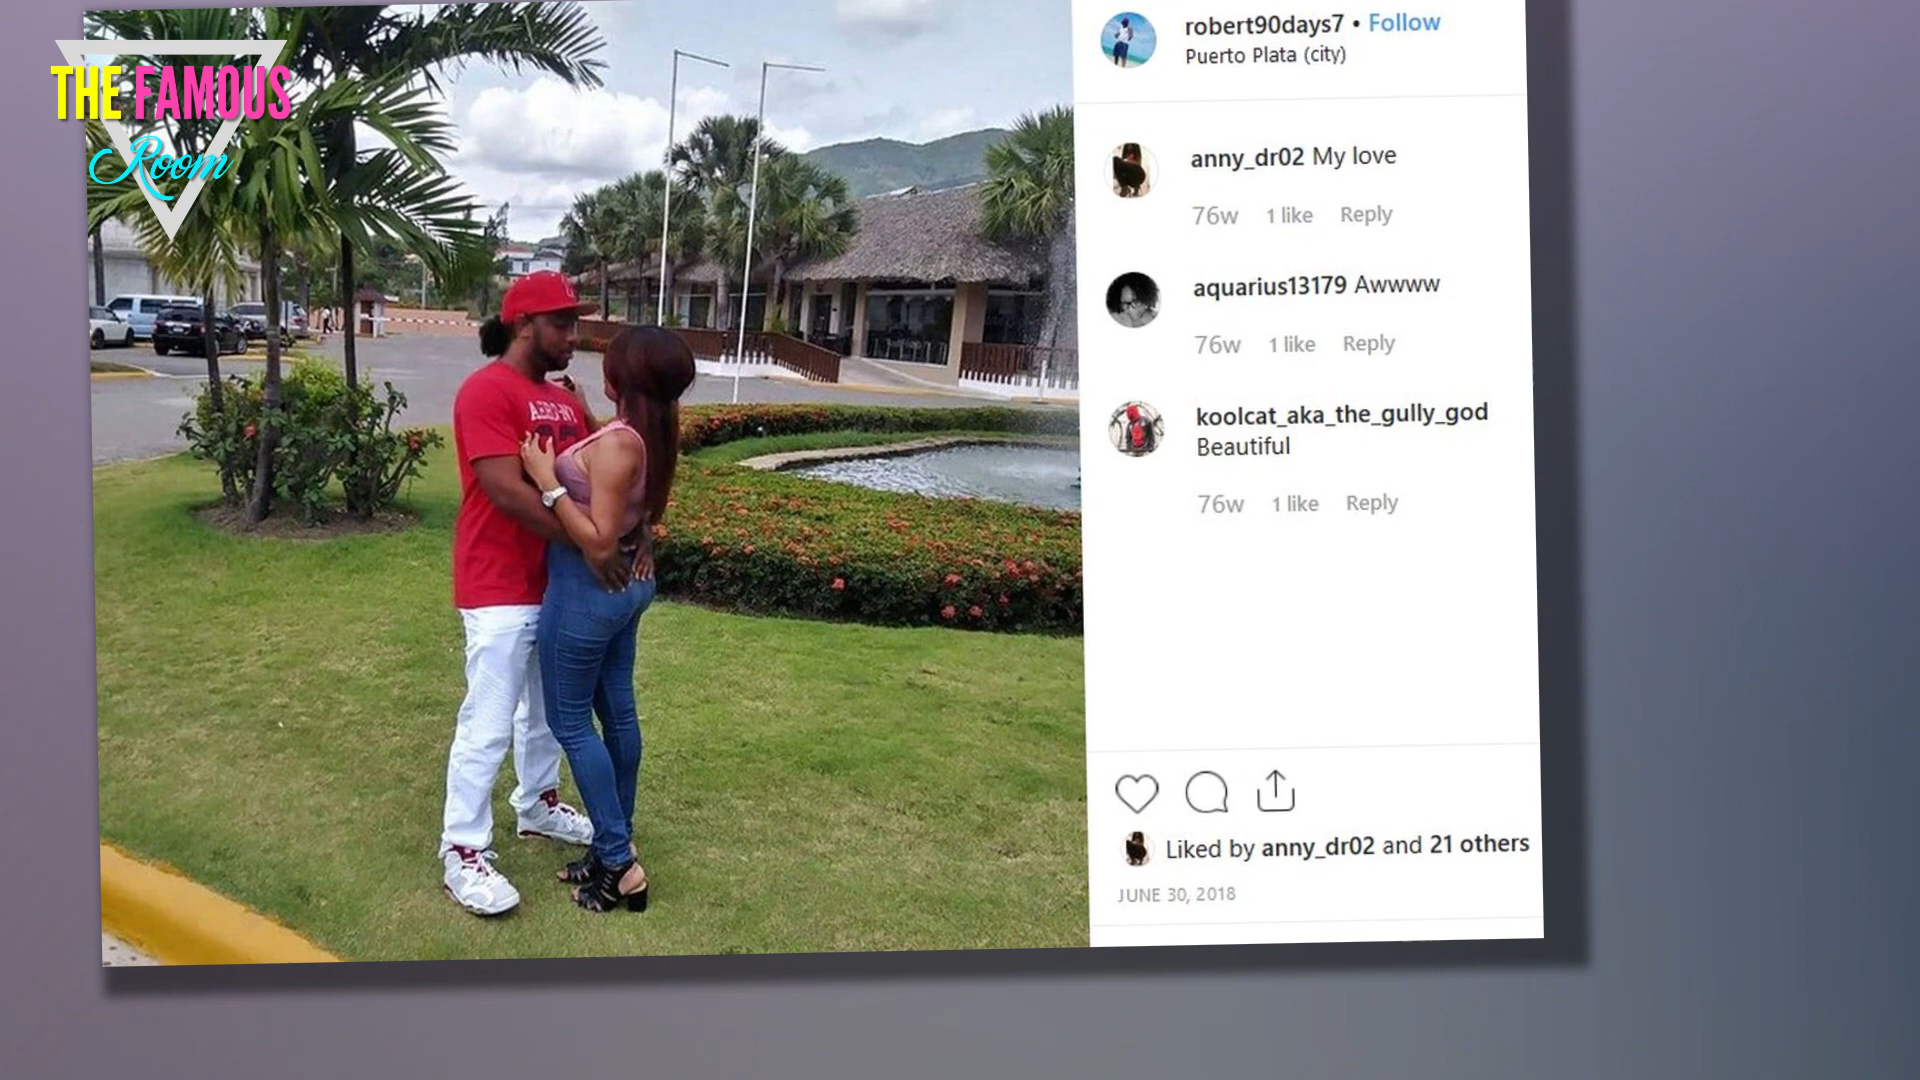 THE FAMOUS
Room
robert90days7 • Follow
Puerto Plata (city)
anny_dr02 My love
76w 1 like Reply
aquarius13179 Awwww
76w 1 like Reply
koolcat_aka_the_gully_god
Beautiful
76w 1 like Reply
Liked by anny_dr02 and 21 others
JUNE 30, 2018